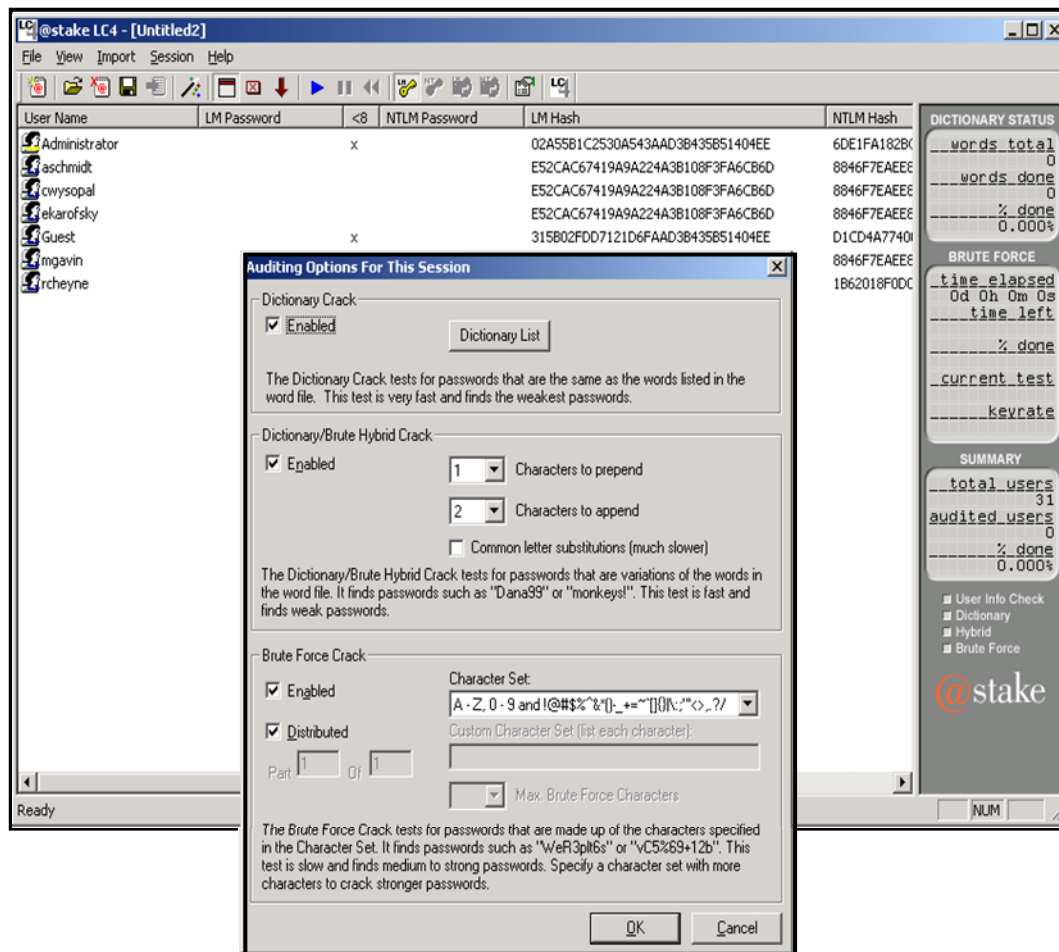 @stake LC4 - [Untitled2]
File View Import Session Help
User Name LM Password <8 NTLM Password LM Hash NTLM Hash
Administrator x 02A55B1C2530A543AAD3B435B51404EE 6DE1FA182B
aschmidt E52CAC67419A9A224A3B108F3FA6CB6D 8846F7EAEE8
cwysopal E52CAC67419A9A224A3B108F3FA6CB6D 8846F7EAEE8
ekarofsky E52CAC67419A9A224A3B108F3FA6CB6D 8846F7EAEE8
Guest x 315B02FDD7121D6FAAD3B435B51404EE D1CD4A7740
mgavin 8846F7EAEE8
rcheyne 1B62018F0D
DICTIONARY STATUS
words total
0
words done
0
% done
0.000%
BRUTE FORCE
time elapsed
0d 0h 0m 0s
time left
% done
current test
keyrate
SUMMARY
total users
31
audited users
0
% done
0.000%
User Info Check
Dictionary
Hybrid
Brute Force
@stake
Auditing Options For This Session
Dictionary Crack
Enabled
Dictionary List
The Dictionary Crack tests for passwords that are the same as the words listed in the
word file. This test is very fast and finds the weakest passwords.
Dictionary/Brute Hybrid Crack
Enabled
1 Characters to prepend
2 Characters to append
Common letter substitutions (much slower)
The Dictionary/Brute Hybrid Crack tests for passwords that are variations of the words in
the word file. It finds passwords such as "Dana99" or "monkeys!". This test is fast and
finds weak passwords.
Brute Force Crack
Enabled
Character Set:
A - Z, 0 - 9 and !@#$%^&*()-_+=~`[]{}|\:;"'<>,.?/
Distributed
Custom Character Set (list each character):
Part 1 Of 1
Max. Brute Force Characters
The Brute Force Crack tests for passwords that are made up of the characters specified
in the Character Set. It finds passwords such as "WeR3plt6s" or "vC5%69+12b". This
test is slow and finds medium to strong passwords. Specify a character set with more
characters to crack stronger passwords.
OK Cancel
Ready
NUM